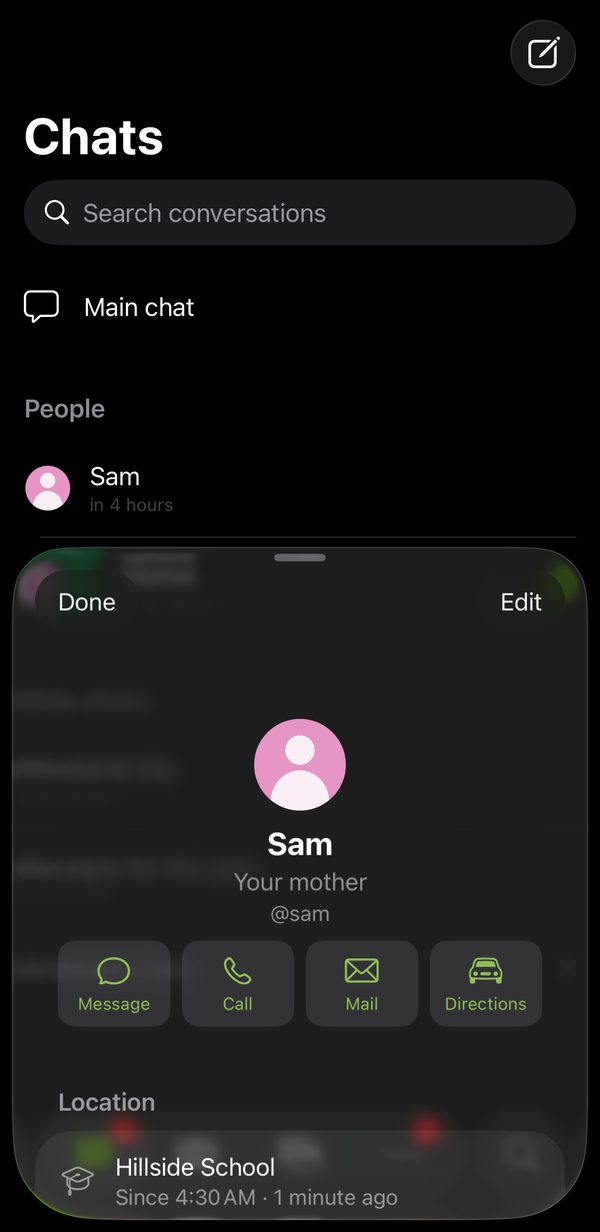 Chats
Search conversations
Main chat
People
Sam
in 4 hours
Done
Edit
Sam
Your mother
@sam
Message
Call
Mail
Directions
Location
Hillside School
Since 4:30 AM · 1 minute ago